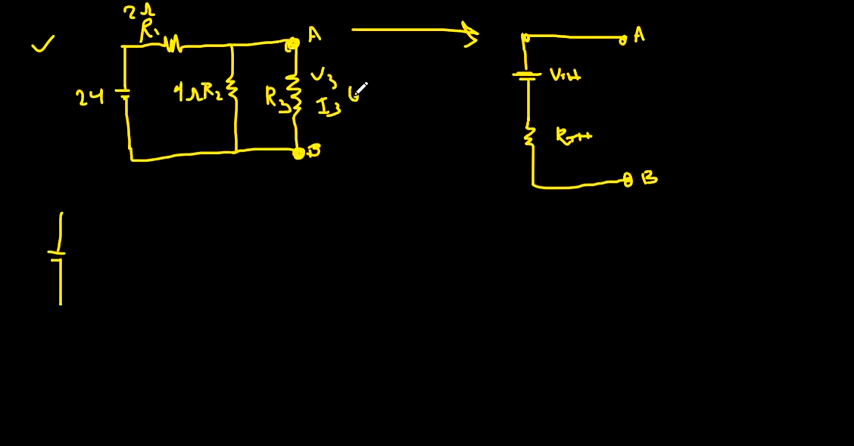 2Ω
R₁
A
24
4Ω R₂
R₃
V₃
I₃
B
A
VTH
RTH
B